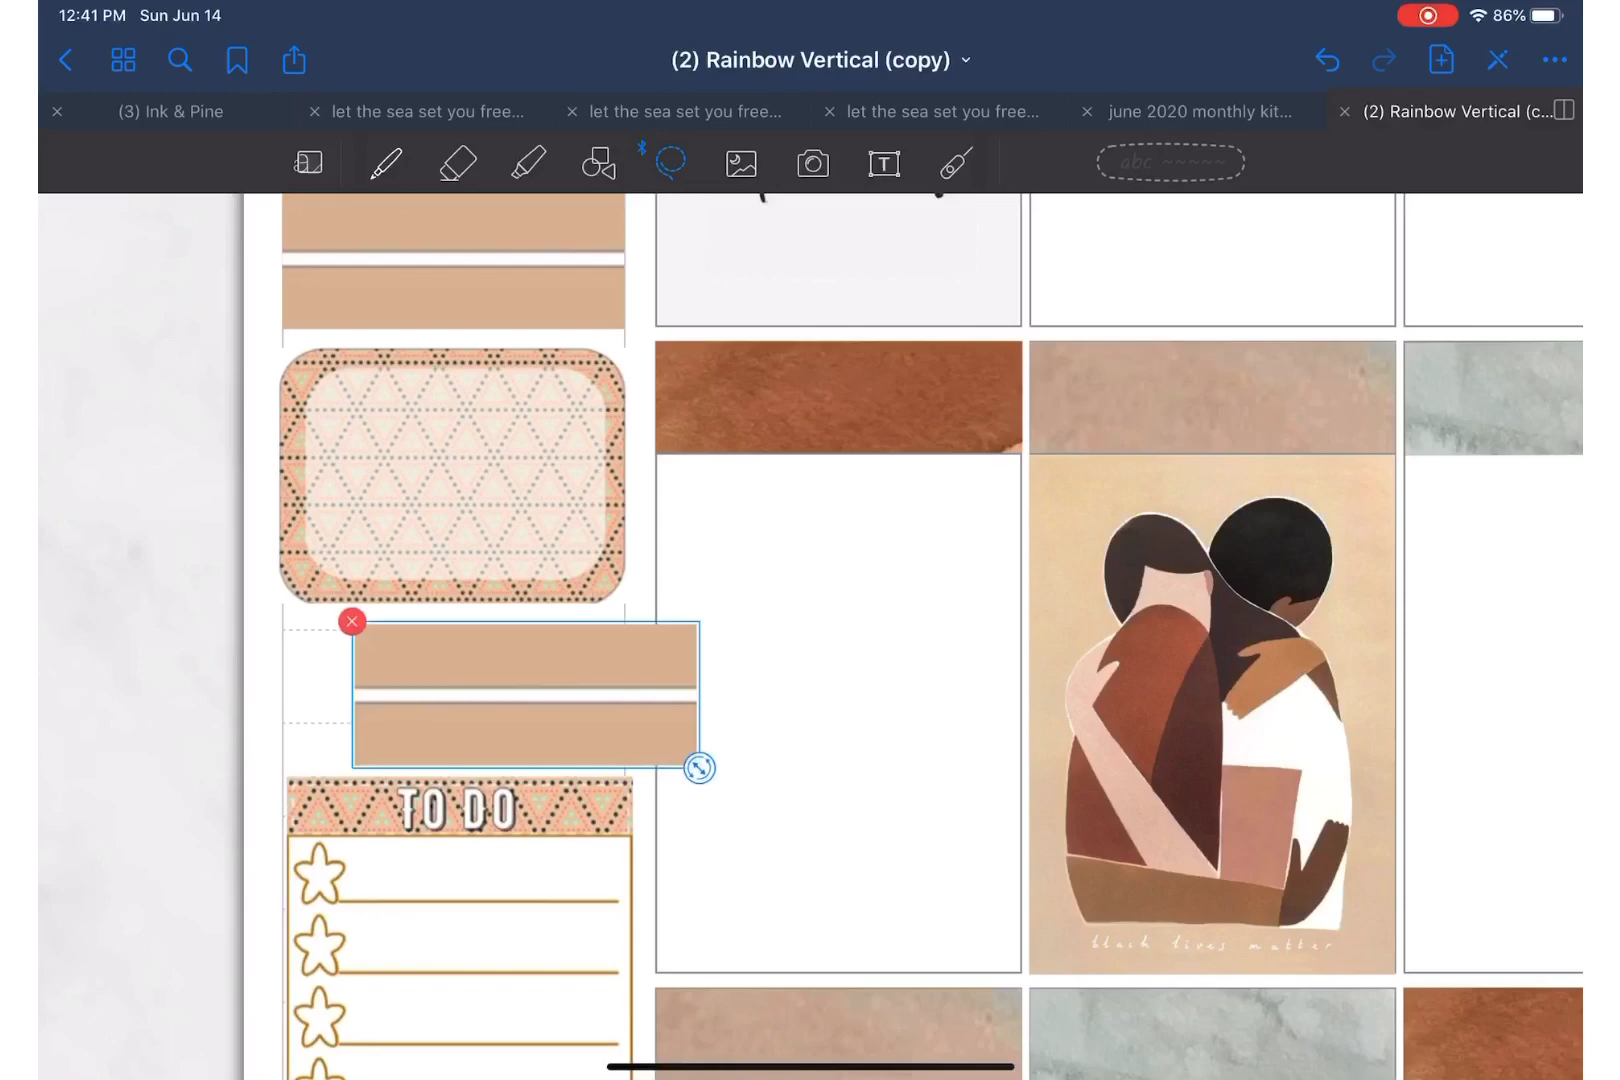 12:41 PM Sun Jun 14
86%
(2) Rainbow Vertical (copy)
(3) Ink & Pine
let the sea set you free...
let the sea set you free...
let the sea set you free...
june 2020 monthly kit...
(2) Rainbow Vertical (c...
abc
T
TO DO
black lives matter